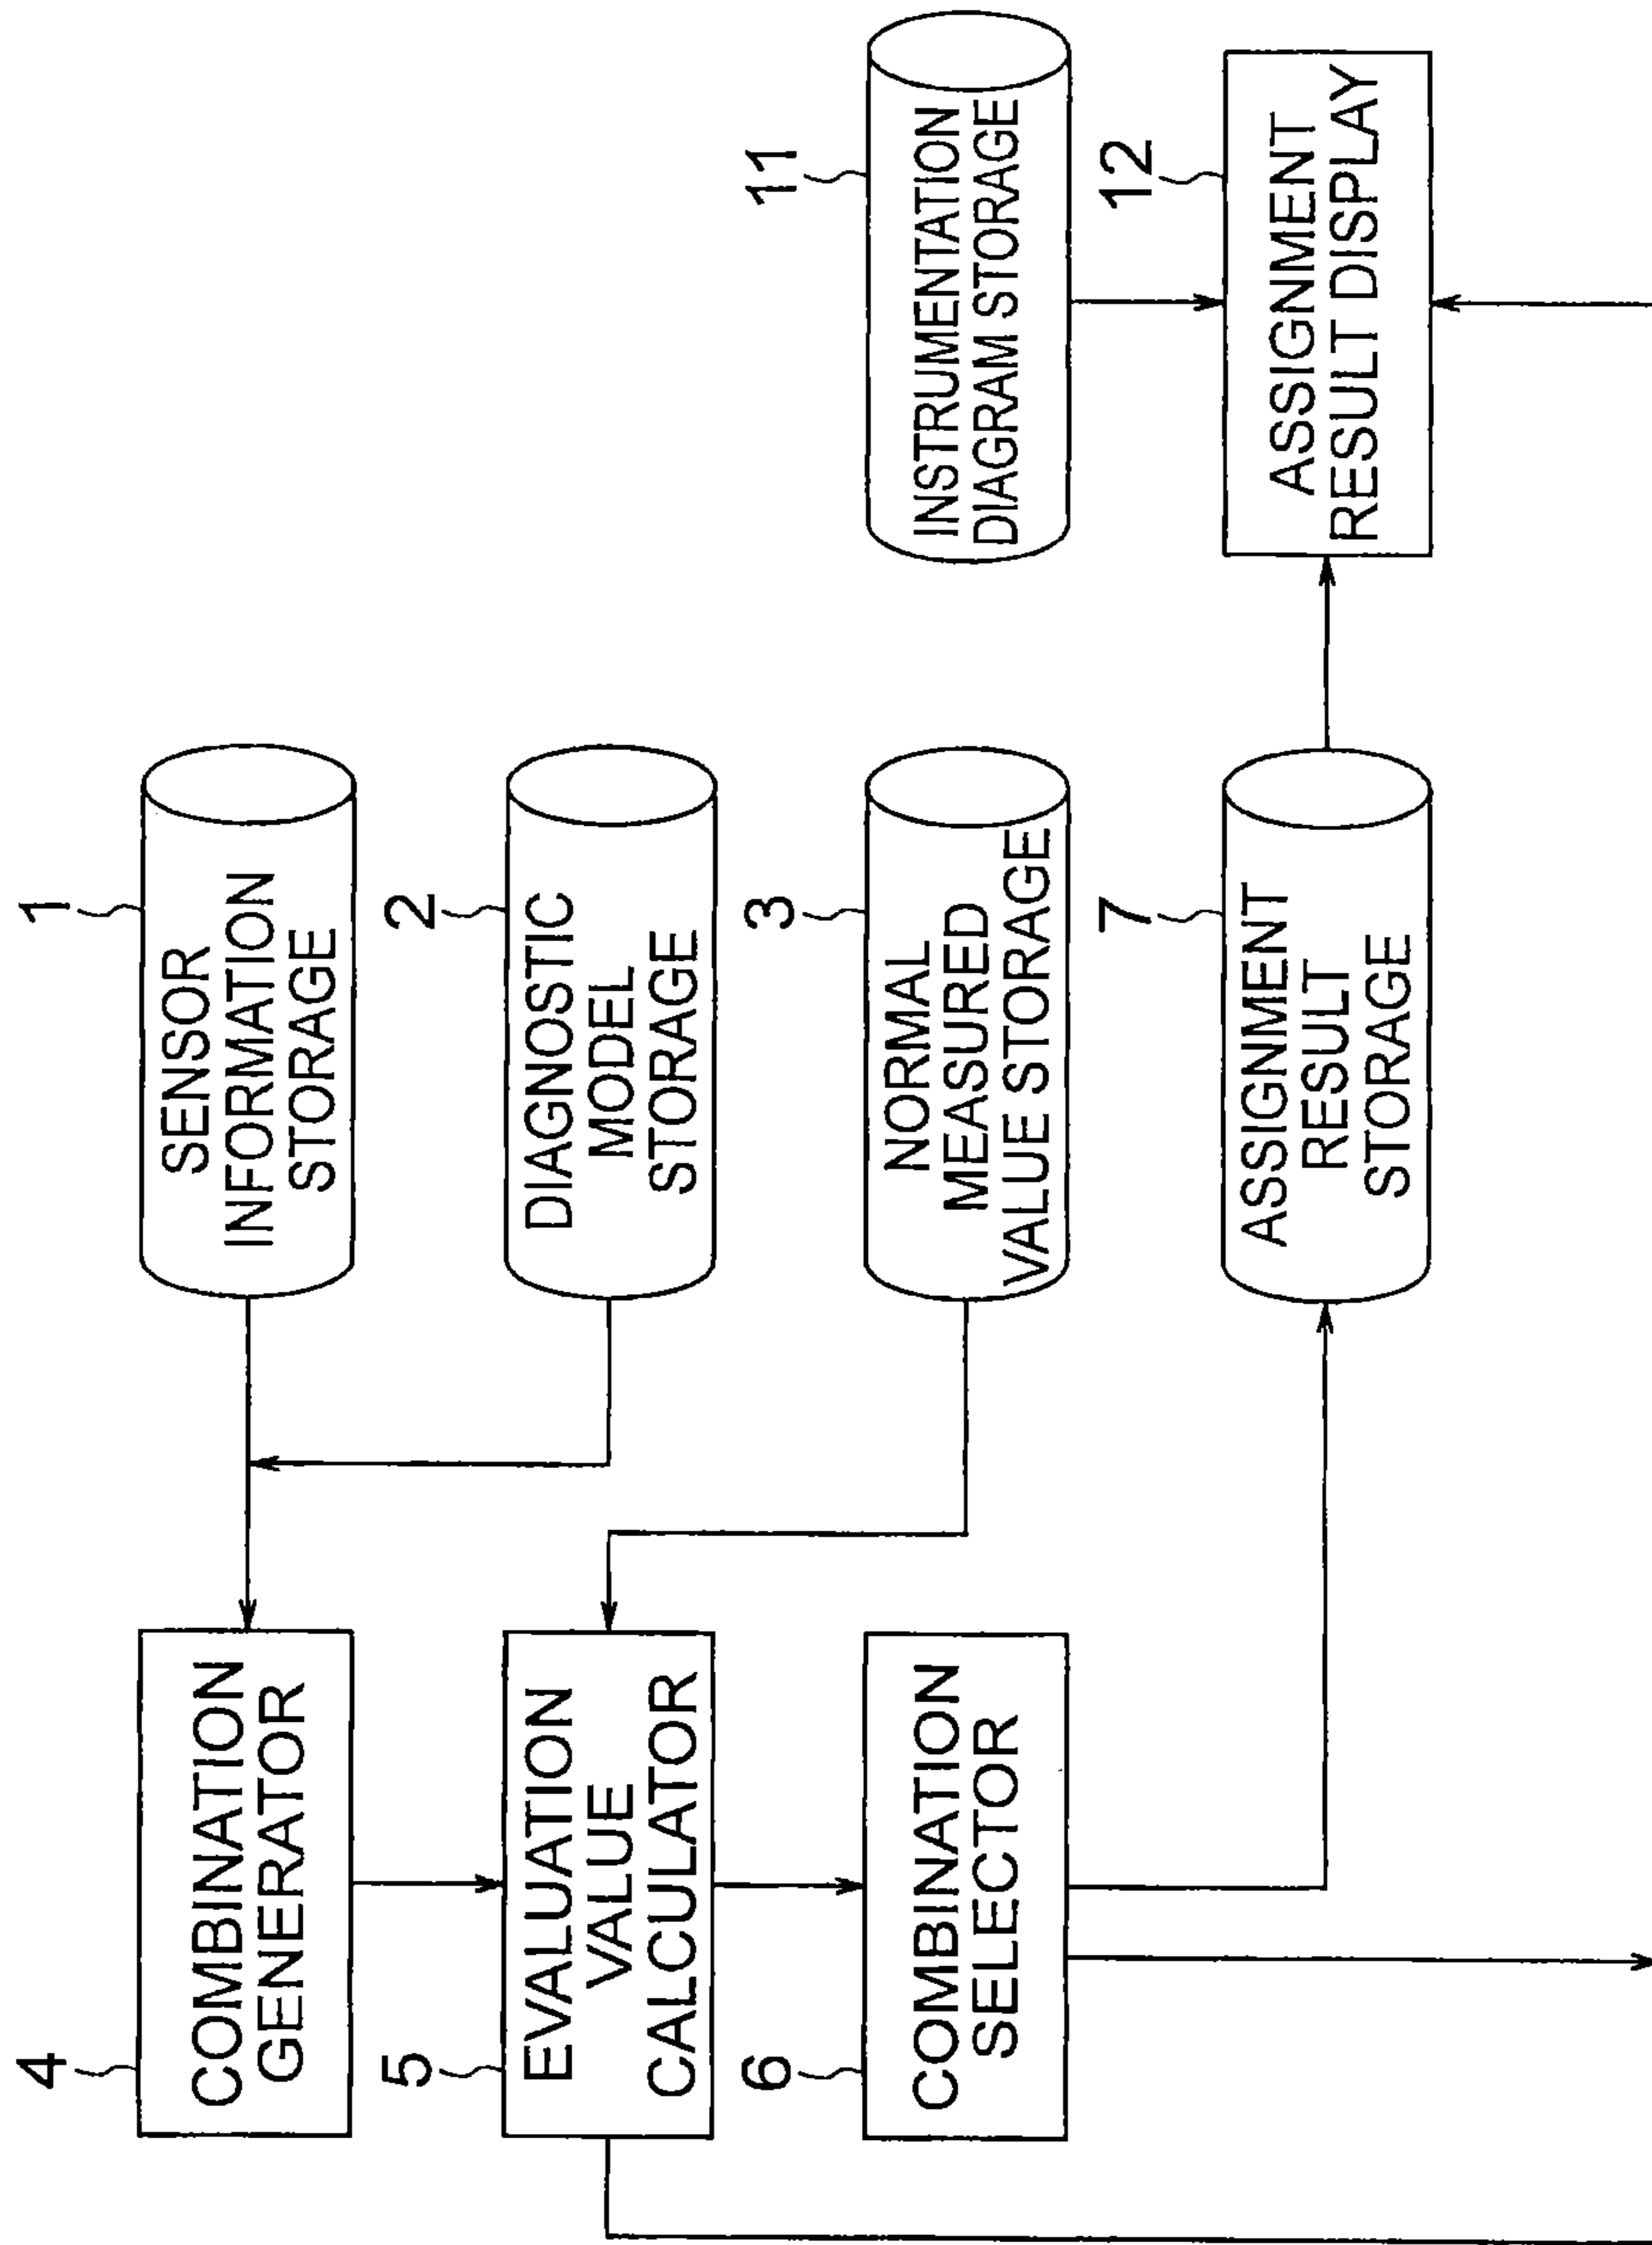 4
COMBINATION
GENERATOR
1
SENSOR
INFORMATION
STORAGE
5
EVALUATION
VALUE
CALCULATOR
2
DIAGNOSTIC
MODEL
STORAGE
6
COMBINATION
SELECTOR
3
NORMAL
MEASURED
VALUE STORAGE
11
INSTRUMENTATION
DIAGRAM STORAGE
7
ASSIGNMENT
RESULT
STORAGE
12
ASSIGNMENT
RESULT DISPLAY